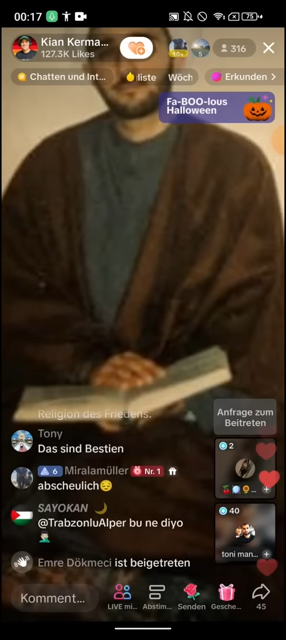 00:17
75
Kian Kerma...
127.3K Likes
316
Chatten und Int...
liste
Wöch
Erkunden >
Fa-BOO-lous
Halloween
Religion des Friedens.
Anfrage zum
Beitreten
Tony
Das sind Bestien
2
6 Miralamüller Nr. 1
abscheulich😔
SAYOKAN 🌙
@TrabzonluAlper bu ne diyo
🤦🏻‍♂️
40
toni man...
Emre Dökmeci ist beigetreten
Komment...
LIVE mi...
Abstim...
Senden
Gesche...
45